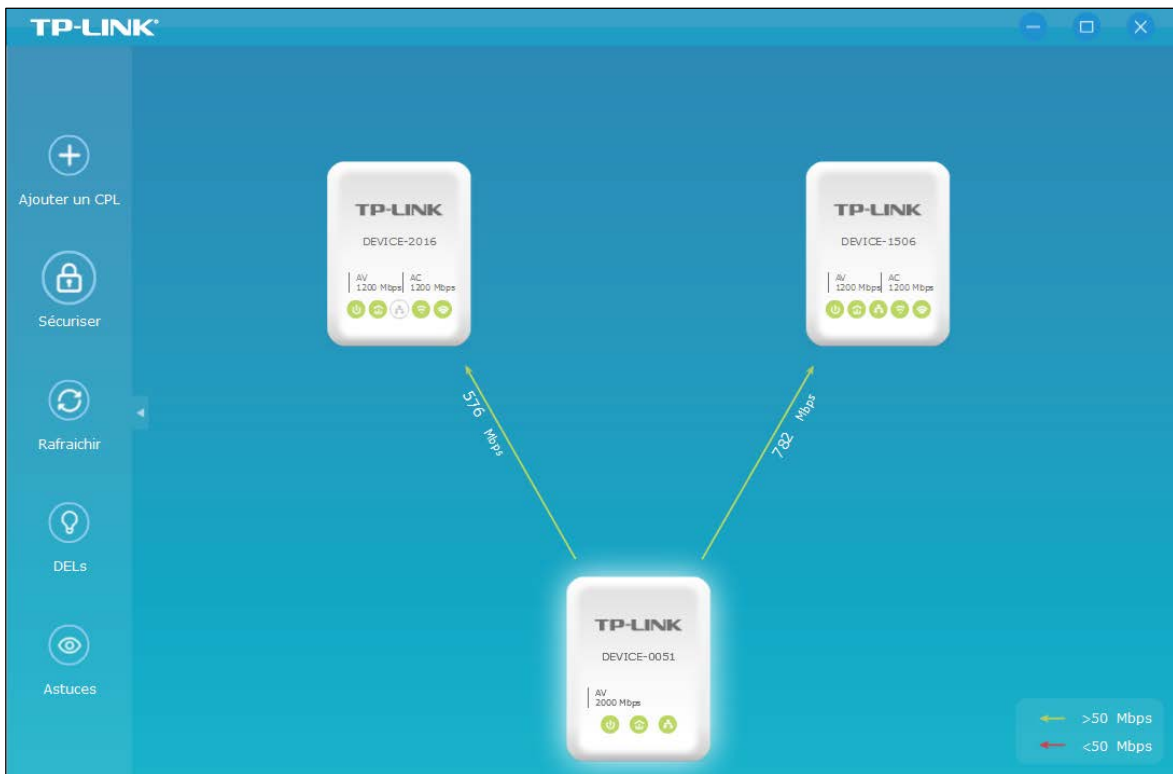 TP-LINK®
Ajouter un CPL
Sécuriser
Rafraichir
DELs
Astuces
TP-LINK
DEVICE-2016
AV AC
1200 Mbps 1200 Mbps
TP-LINK
DEVICE-1506
AV AC
1200 Mbps 1200 Mbps
576 Mbps
782 Mbps
TP-LINK
DEVICE-0051
AV
2000 Mbps
>50 Mbps
<50 Mbps